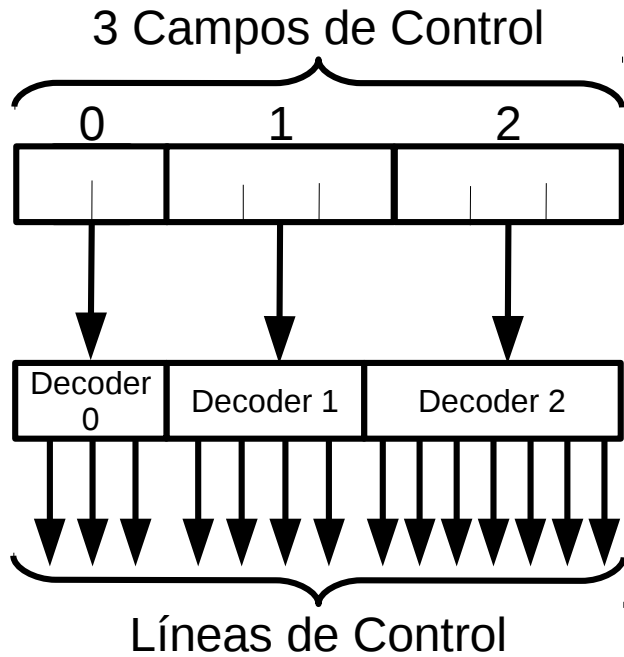 3 Campos de Control
0 1 2
Decoder 0
Decoder 1
Decoder 2
Líneas de Control